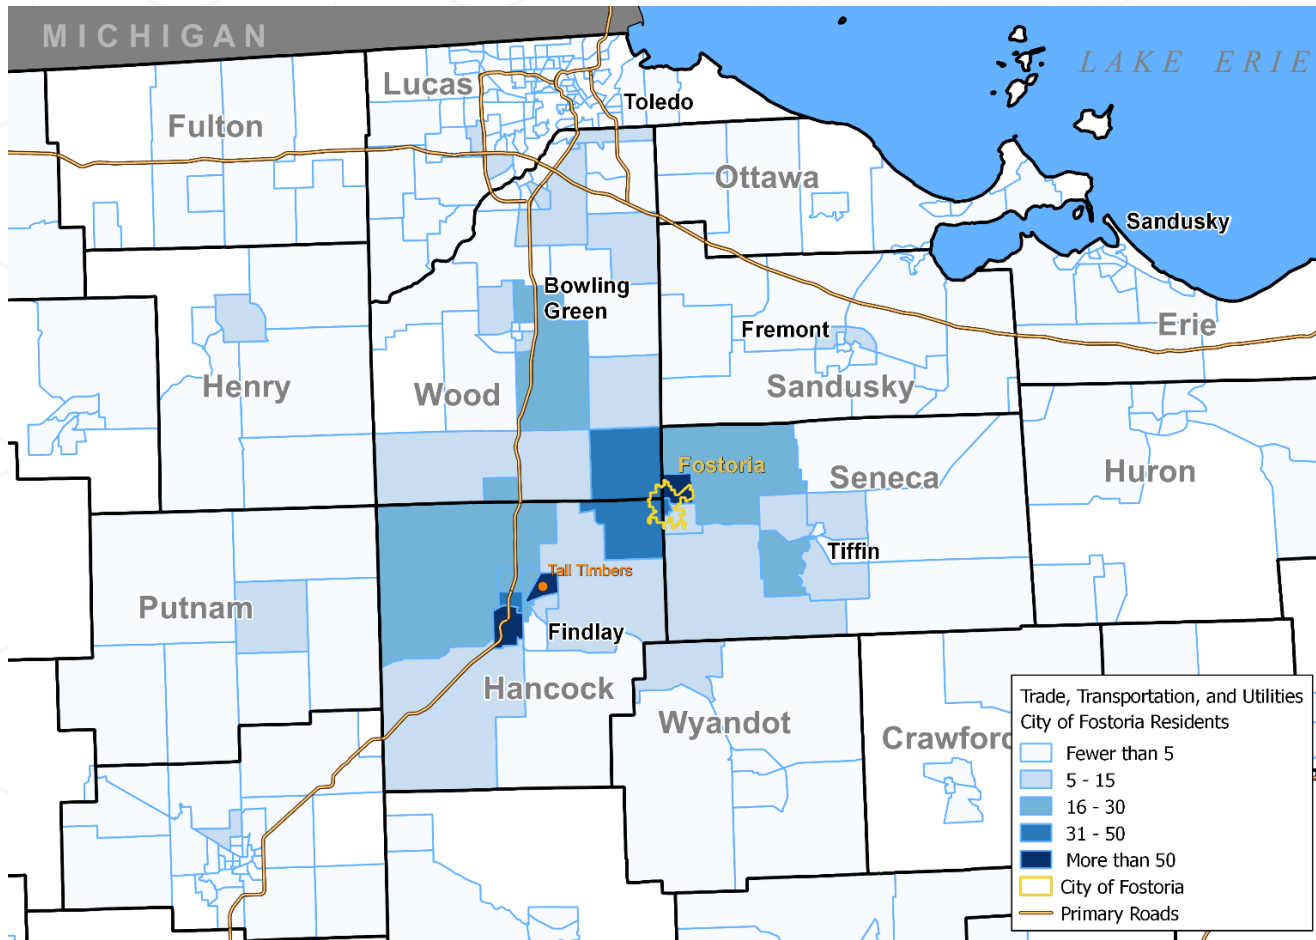 MICHIGAN
LAKE ERIE
Lucas
Toledo
Fulton
Ottawa
Sandusky
Bowling
Green
Erie
Fremont
Henry
Wood
Sandusky
Fostoria
Seneca
Huron
Tiffin
Tall Timbers
Putnam
Findlay
Hancock
Wyandot
Crawford
Trade, Transportation, and Utilities
City of Fostoria Residents
Fewer than 5
5 - 15
16 - 30
31 - 50
More than 50
City of Fostoria
Primary Roads